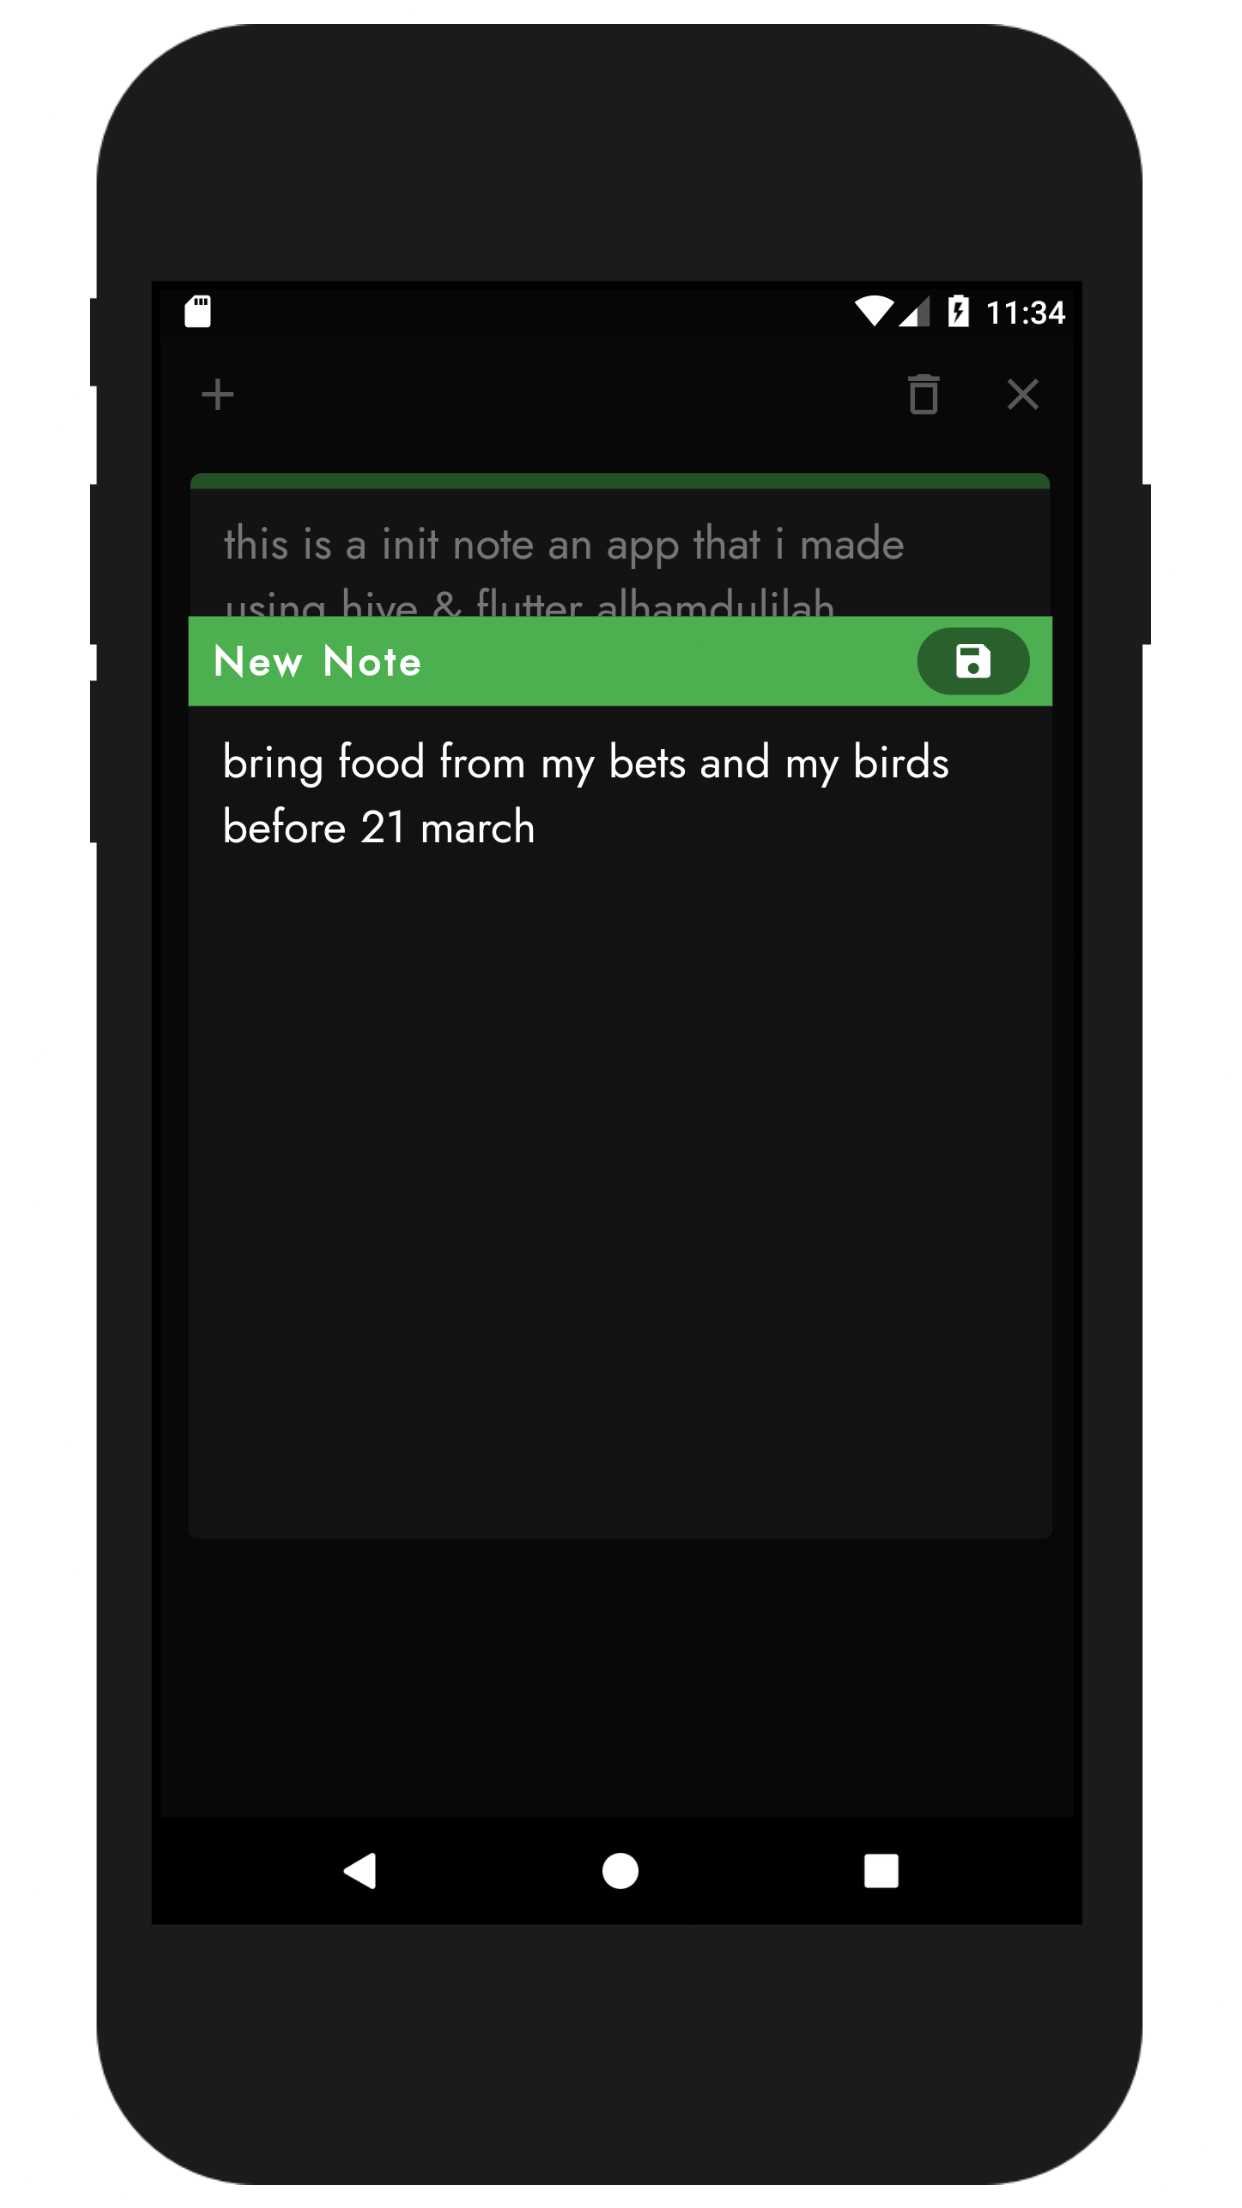 11:34
this is a init note an app that i made
using hive & flutter alhamdulilah
New Note
bring food from my bets and my birds
before 21 march